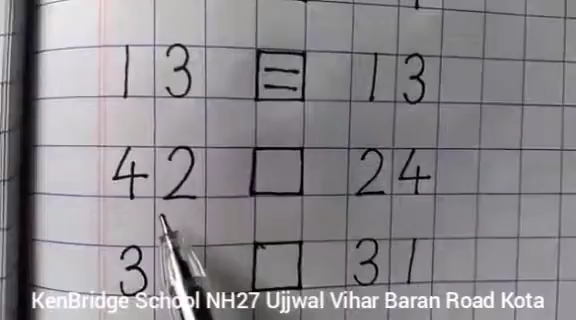 13 = 13
42 □ 24
3 □ 31
KenBridge School NH27 Ujjwal Vihar Baran Road Kota